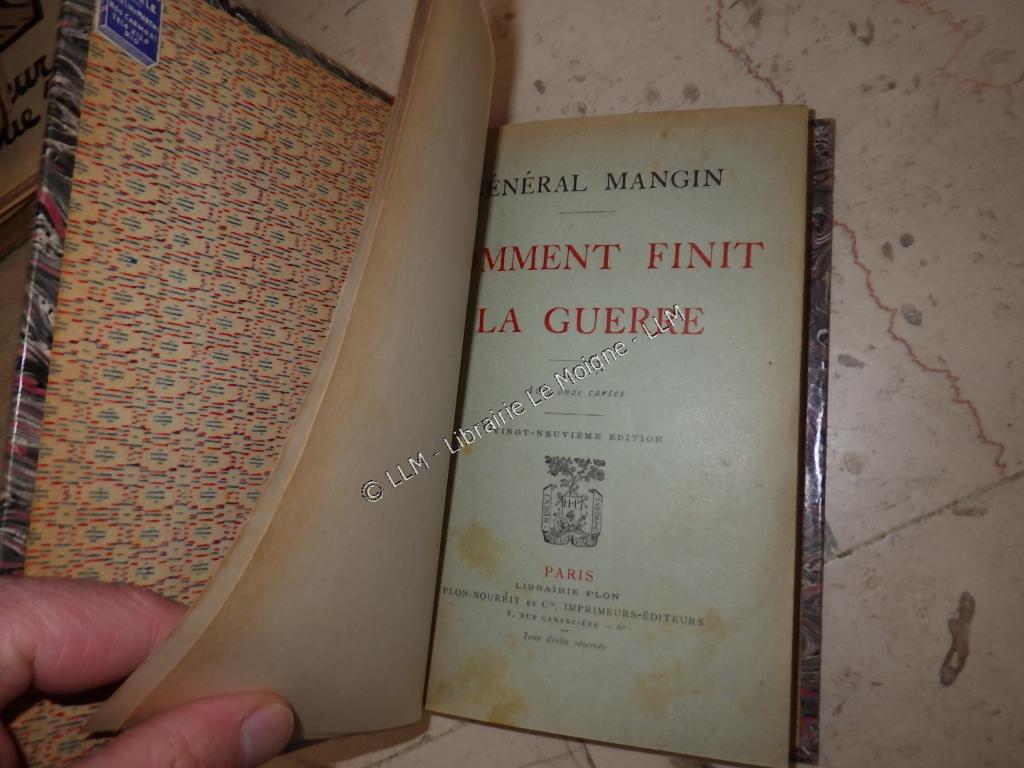 ÉNÉRAL MANGIN
MMENT FINIT
LA GUERRE
onze cartes
VINGT-NEUVIÈME ÉDITION
PARIS
LIBRAIRIE PLON
PLON-NOURRIT ET Cie, IMPRIMEURS-ÉDITEURS
8, RUE GARANCIÈRE — 6e
Tous droits réservés
© LLM - Librairie Le Moigne - LLM